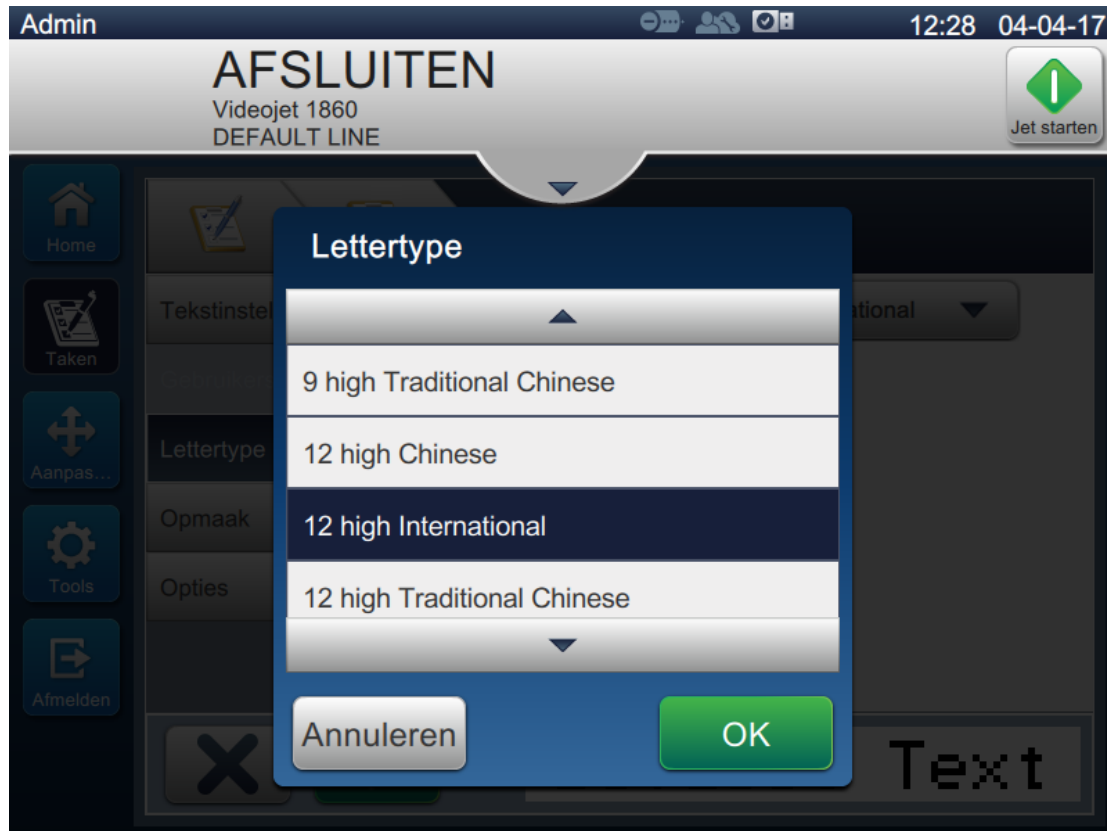 Admin
12:28 04-04-17
AFSLUITEN
Videojet 1860
DEFAULT LINE
Jet starten
Home
Taken
Aanpas...
Tools
Afmelden
Tekstinstel
Lettertype
Opmaak
Opties
ational
Lettertype
9 high Traditional Chinese
12 high Chinese
12 high International
12 high Traditional Chinese
Annuleren
OK
Text